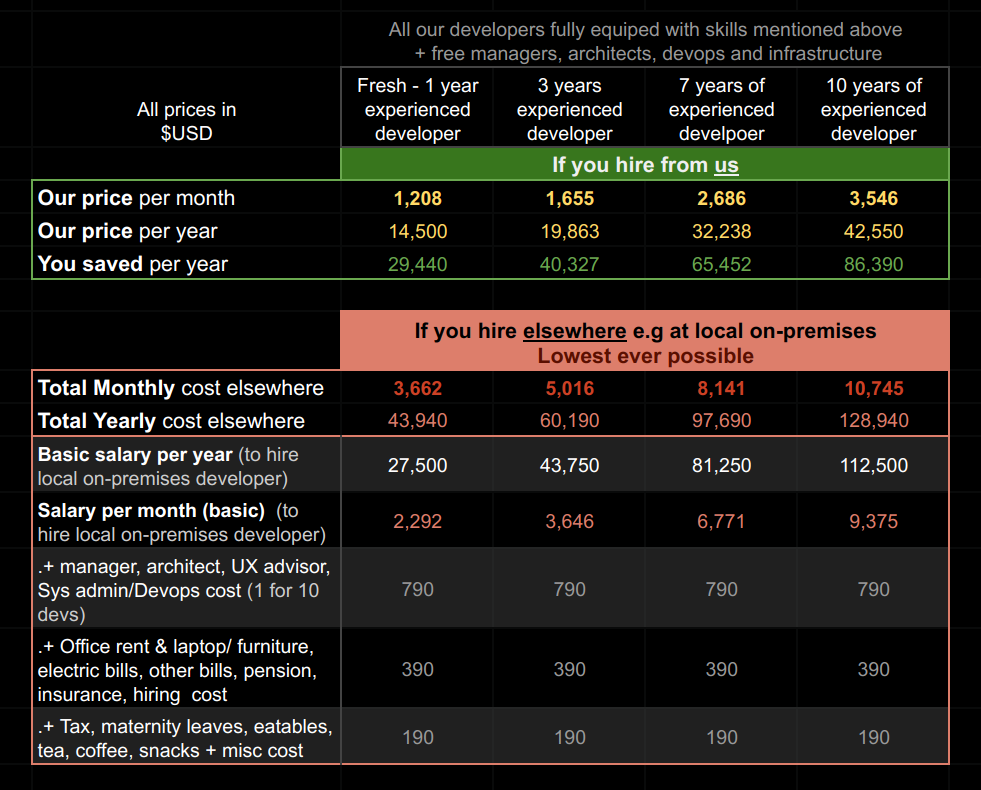 All our developers fully equiped with skills mentioned above
+ free managers, architects, devops and infrastructure
All prices in
$USD
Fresh - 1 year
experienced
developer
3 years
experienced
developer
7 years of
experienced
develpoer
10 years of
experienced
developer
If you hire from us
Our price per month 1,208 1,655 2,686 3,546
Our price per year 14,500 19,863 32,238 42,550
You saved per year 29,440 40,327 65,452 86,390
If you hire elsewhere e.g at local on-premises
Lowest ever possible
Total Monthly cost elsewhere 3,662 5,016 8,141 10,745
Total Yearly cost elsewhere 43,940 60,190 97,690 128,940
Basic salary per year (to hire
local on-premises developer)
27,500 43,750 81,250 112,500
Salary per month (basic) (to
hire local on-premises developer)
2,292 3,646 6,771 9,375
.+ manager, architect, UX advisor,
Sys admin/Devops cost (1 for 10
devs)
790 790 790 790
.+ Office rent & laptop/ furniture,
electric bills, other bills, pension,
insurance, hiring cost
390 390 390 390
.+ Tax, maternity leaves, eatables,
tea, coffee, snacks + misc cost
190 190 190 190